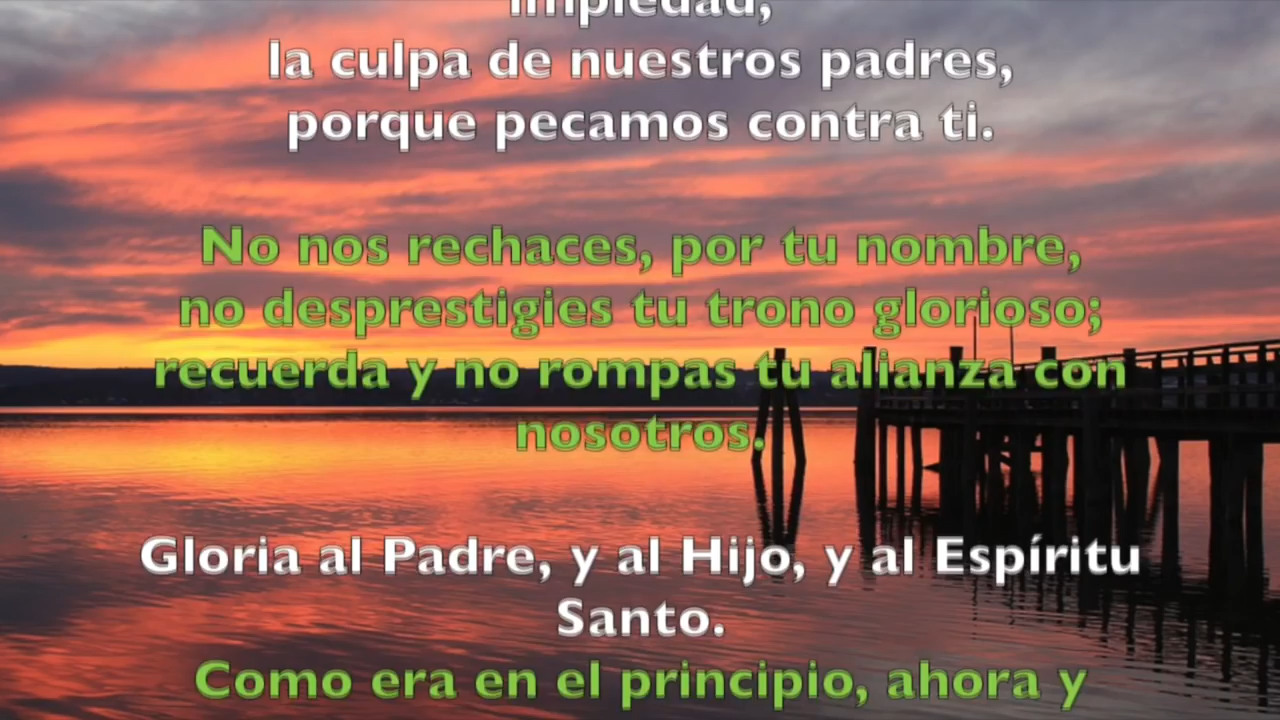 impiedad,
la culpa de nuestros padres,
porque pecamos contra ti.
No nos rechaces, por tu nombre,
no desprestigies tu trono glorioso;
recuerda y no rompas tu alianza con
nosotros.
Gloria al Padre, y al Hijo, y al Espíritu
Santo.
Como era en el principio, ahora y